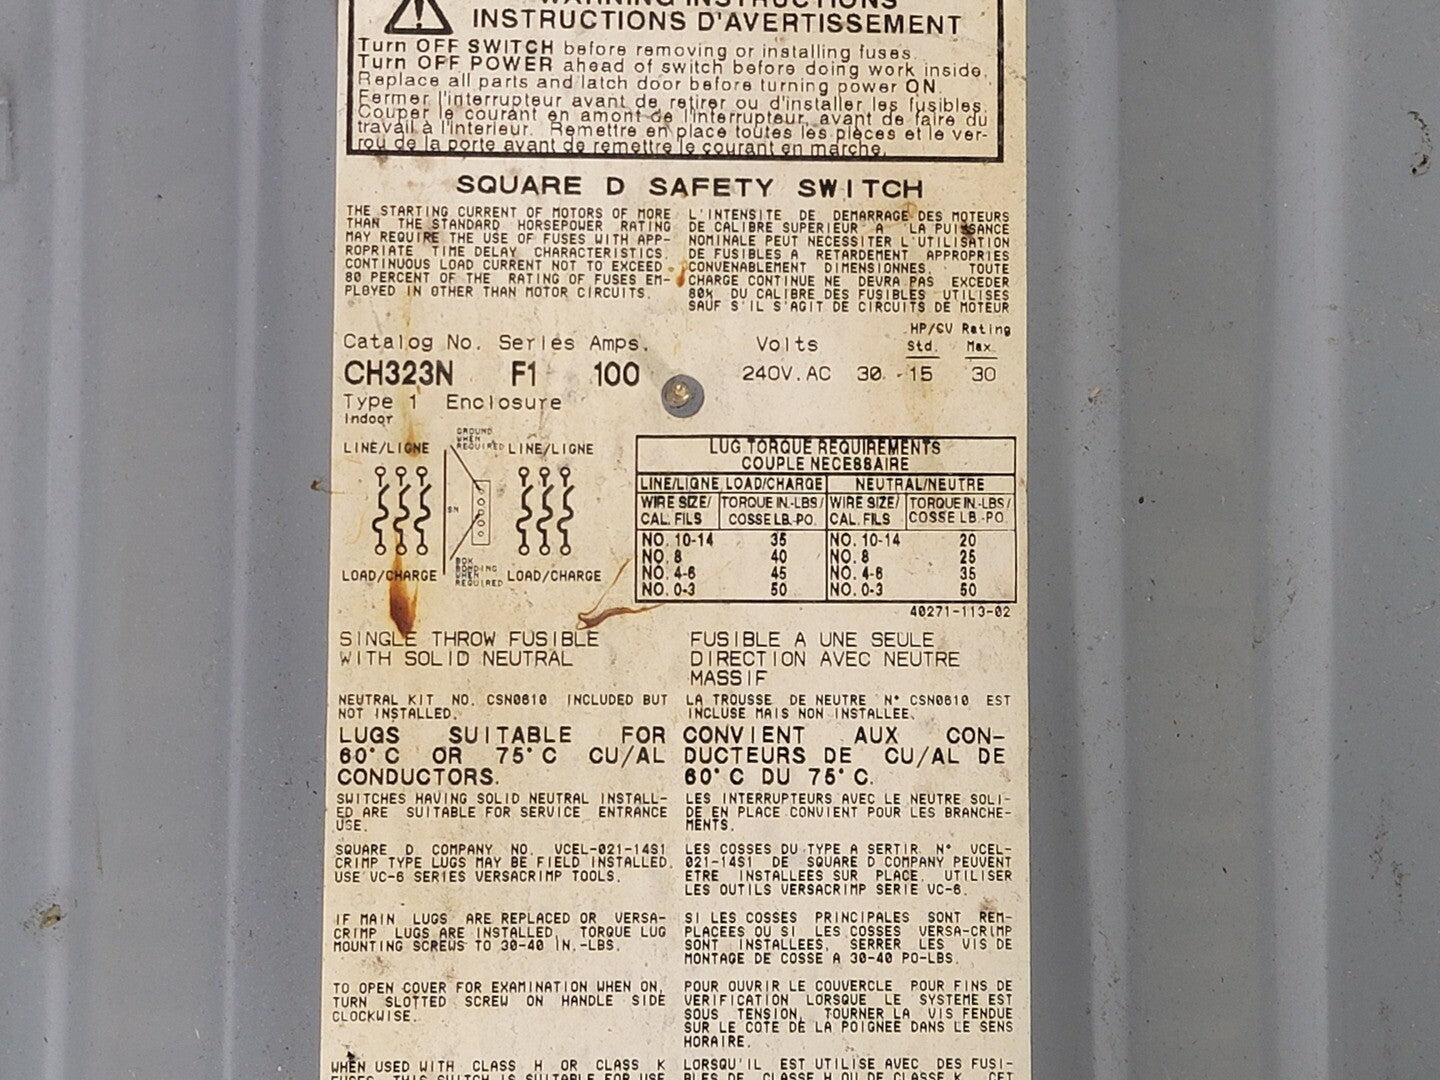 WARNING INSTRUCTIONS
INSTRUCTIONS D'AVERTISSEMENT
Turn OFF SWITCH before removing or installing fuses.
Turn OFF POWER ahead of switch before doing work inside.
Replace all parts and latch door before turning power ON.
Fermer l'interrupteur avant de retirer ou d'installer les fusibles.
Couper le courant en amont de l'interrupteur, avant de faire du
travail à l'interieur. Remettre en place toutes les pièces et le ver-
rou de la porte avant de remettre le courant en marche.
SQUARE D SAFETY SWITCH
THE STARTING CURRENT OF MOTORS OF MORE
THAN THE STANDARD HORSEPOWER RATING
MAY REQUIRE THE USE OF FUSES WITH APP-
ROPRIATE TIME DELAY CHARACTERISTICS.
CONTINUOUS LOAD CURRENT NOT TO EXCEED
80 PERCENT OF THE RATING OF FUSES EM-
PLOYED IN OTHER THAN MOTOR CIRCUITS.
L'INTENSITE DE DEMARRAGE DES MOTEURS
DE CALIBRE SUPERIEUR A LA PUISSANCE
NOMINALE PEUT NECESSITER L'UTILISATION
DE FUSIBLES A RETARDEMENT APPROPRIES
CONVENABLEMENT DIMENSIONNES. TOUTE
CHARGE CONTINUE NE DEVRA PAS EXCEDER
80% DU CALIBRE DES FUSIBLES UTILISES
SAUF S'IL S'AGIT DE CIRCUITS DE MOTEUR
HP/CV Rating
Catalog No. Series Amps. Volts Std. Max.
CH323N F1 100 240V.AC 30 -15 30
Type 1 Enclosure
Indoor
LINE/LIGNE
GROUND
WHEN
REQUIRED
LINE/LIGNE
SN
BOX
BONDING
WHEN
REQUIRED
LOAD/CHARGE
LOAD/CHARGE
LUG TORQUE REQUIREMENTS
COUPLE NECESSAIRE
LINE/LIGNE LOAD/CHARGE NEUTRAL/NEUTRE
WIRE SIZE/ TORQUE IN.-LBS/ WIRE SIZE/ TORQUE IN.-LBS/
CAL. FILS COSSE LB.-PO. CAL. FILS COSSE LB.-PO.
NO. 10-14 35 NO. 10-14 20
NO. 8 40 NO. 8 25
NO. 4-6 45 NO. 4-6 35
NO. 0-3 50 NO. 0-3 50
40271-113-02
SINGLE THROW FUSIBLE
WITH SOLID NEUTRAL
FUSIBLE A UNE SEULE
DIRECTION AVEC NEUTRE
MASSIF
NEUTRAL KIT NO. CSN0610 INCLUDED BUT
NOT INSTALLED.
LA TROUSSE DE NEUTRE N° CSN0610 EST
INCLUSE MAIS NON INSTALLEE.
LUGS SUITABLE FOR
60°C OR 75°C CU/AL
CONDUCTORS.
CONVIENT AUX CON-
DUCTEURS DE CU/AL DE
60°C DU 75°C.
SWITCHES HAVING SOLID NEUTRAL INSTALL-
ED ARE SUITABLE FOR SERVICE ENTRANCE
USE.
LES INTERRUPTEURS AVEC LE NEUTRE SOLI-
DE EN PLACE CONVIENT POUR LES BRANCHE-
MENTS.
SQUARE D COMPANY NO. VCEL-021-14S1
CRIMP TYPE LUGS MAY BE FIELD INSTALLED.
USE VC-6 SERIES VERSACRIMP TOOLS.
LES COSSES DU TYPE A SERTIR N° VCEL-
021-14S1 DE SQUARE D COMPANY PEUVENT
ETRE INSTALLEES SUR PLACE. UTILISER
LES OUTILS VERSACRIMP SERIE VC-6.
IF MAIN LUGS ARE REPLACED OR VERSA-
CRIMP LUGS ARE INSTALLED, TORQUE LUG
MOUNTING SCREWS TO 30-40 IN.-LBS.
SI LES COSSES PRINCIPALES SONT REM-
PLACEES OU SI LES COSSES VERSA-CRIMP
SONT INSTALLEES, SERRER LES VIS DE
MONTAGE DE COSSE A 30-40 PO-LBS.
TO OPEN COVER FOR EXAMINATION WHEN ON,
TURN SLOTTED SCREW ON HANDLE SIDE
CLOCKWISE.
POUR OUVRIR LE COUVERCLE POUR FINS DE
VERIFICATION LORSQUE LE SYSTEME EST
SOUS TENSION, TOURNER LA VIS FENDUE
SUR LE COTE DE LA POIGNEE DANS LE SENS
HORAIRE.
WHEN USED WITH CLASS H OR CLASS K
FUSES, THIS SWITCH IS SUITABLE FOR USE
LORSQU'IL EST UTILISE AVEC DES FUSI-
BLES DE CLASSE H OU DE CLASSE K, CET